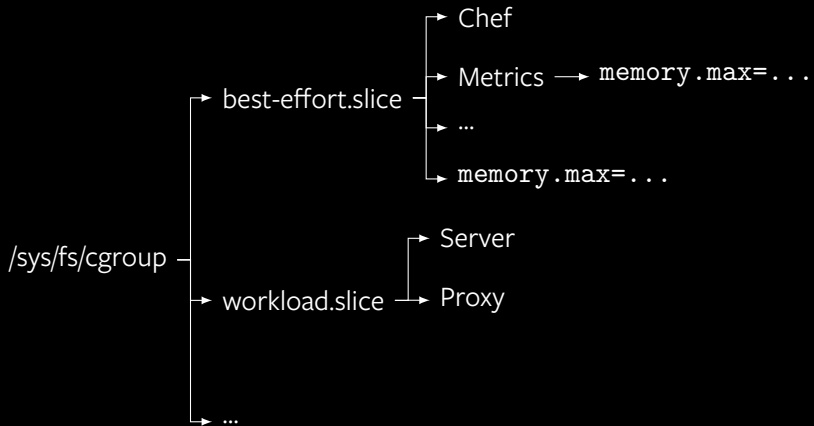 Chef
Metrics
memory.max=...
best-effort.slice
...
memory.max=...
/sys/fs/cgroup
Server
workload.slice
Proxy
...